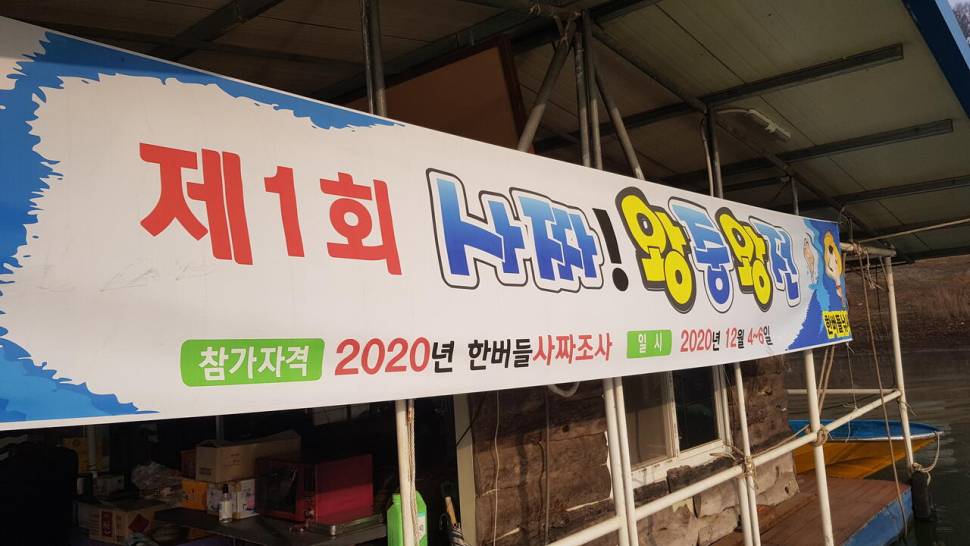 제1회 사짜! 왕중왕전
참가자격 2020년 한버들사짜조사 일시 2020년 12월 4~6일